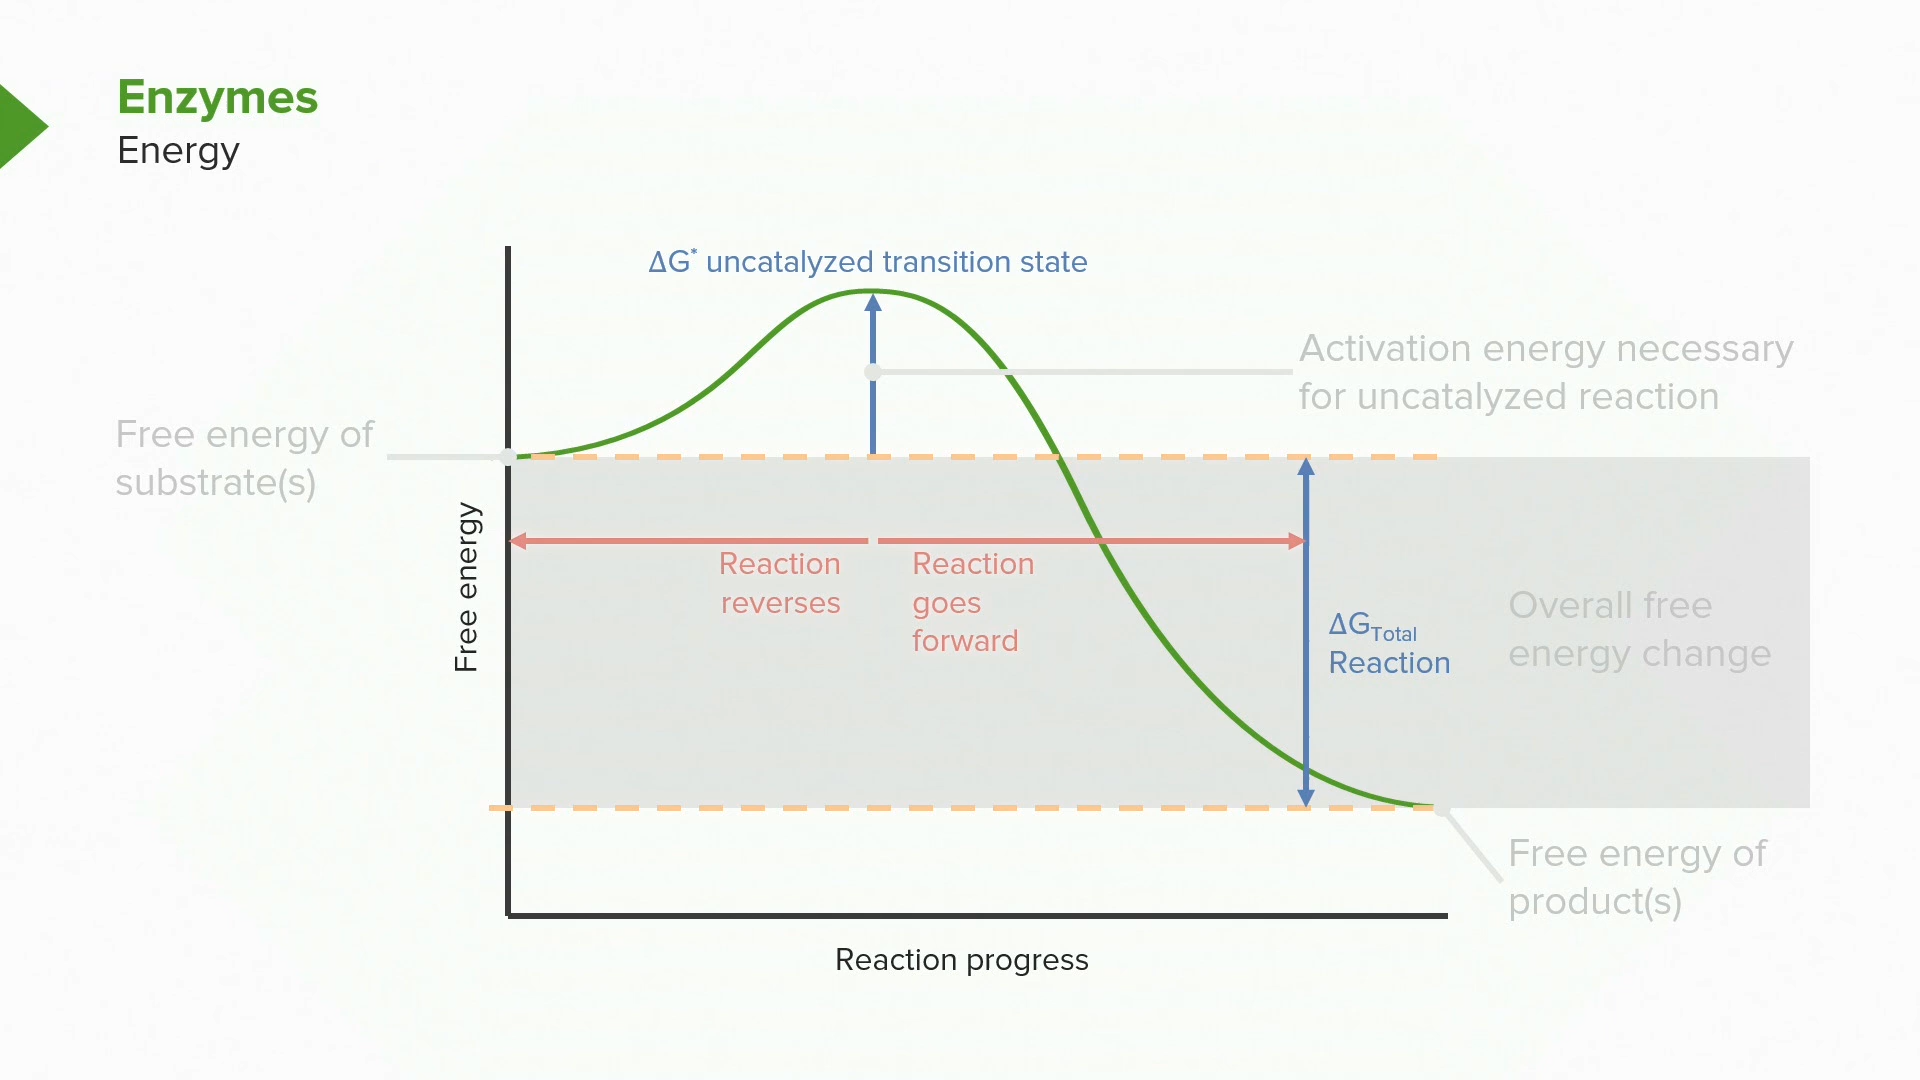 Enzymes
Energy
ΔG* uncatalyzed transition state
Activation energy necessary
for uncatalyzed reaction
Free energy of
substrate(s)
Free energy
Reaction
reverses
Reaction
goes
forward
ΔGTotal
Reaction
Overall free
energy change
Free energy of
product(s)
Reaction progress